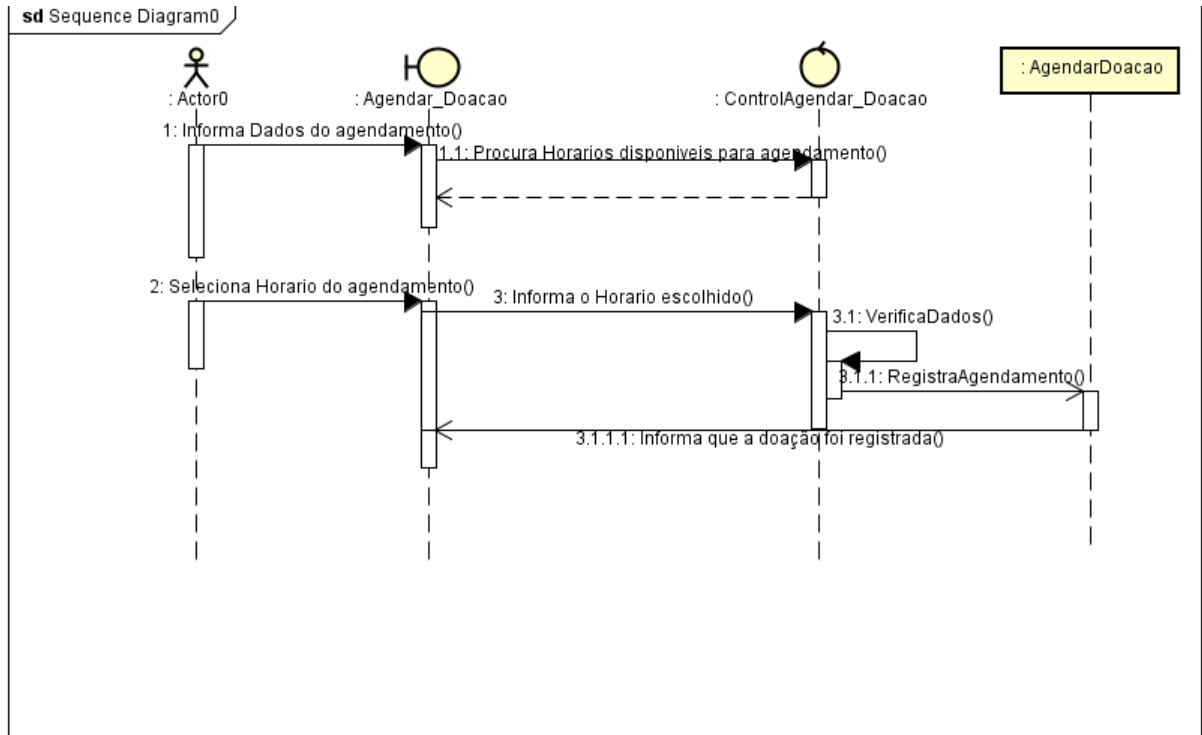 sd Sequence Diagram0
: Actor0
: Agendar_Doacao
: ControlAgendar_Doacao
: AgendarDoacao
1: Informa Dados do agendamento()
1.1: Procura Horarios disponiveis para agendamento()
2: Seleciona Horario do agendamento()
3: Informa o Horario escolhido()
3.1: VerificaDados()
3.1.1: RegistraAgendamento()
3.1.1.1: Informa que a doação foi registrada()